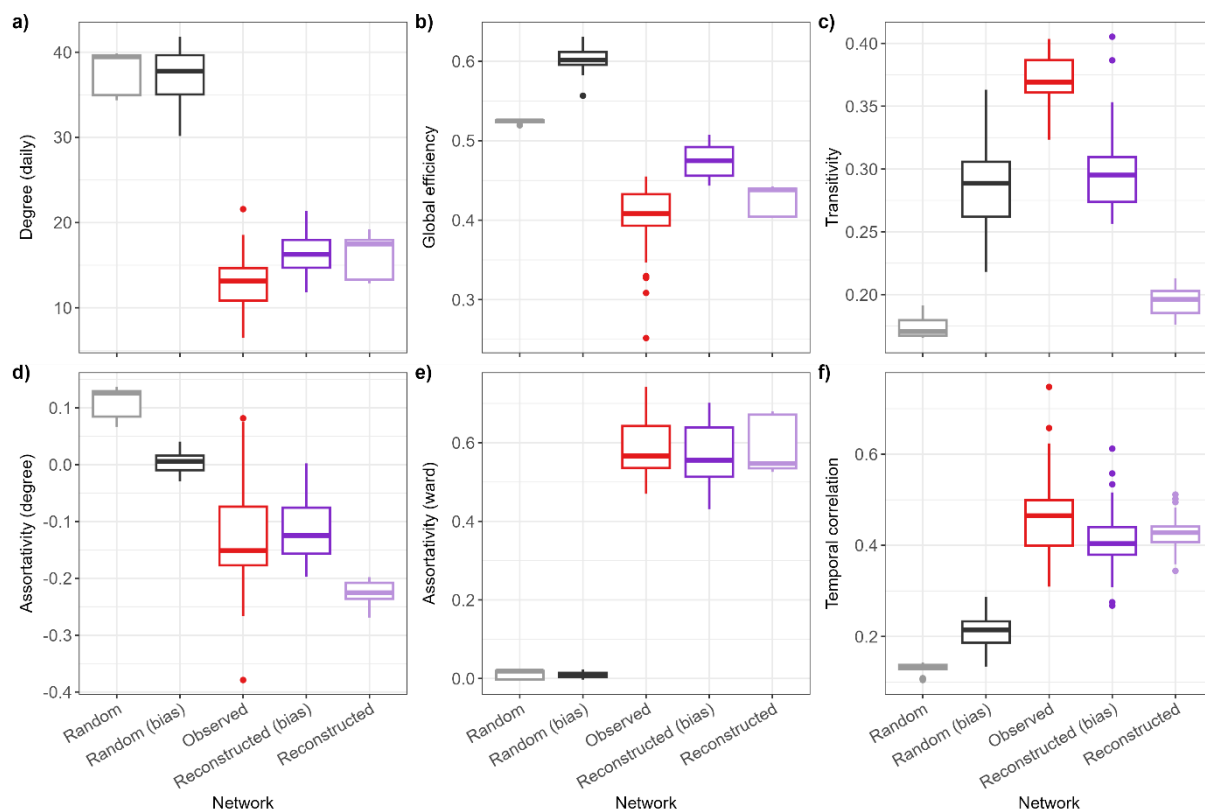 a)
40
30
20
10
Degree (daily)
b)
0.6
0.5
0.4
0.3
Global efficiency
c)
0.40
0.35
0.30
0.25
0.20
Transitivity
d)
0.1
0.0
-0.1
-0.2
-0.3
-0.4
Assortativity (degree)
Random
Random (bias)
Observed
Reconstructed (bias)
Reconstructed
Network
e)
0.6
0.4
0.2
0.0
Assortativity (ward)
Random
Random (bias)
Observed
Reconstructed (bias)
Reconstructed
Network
f)
0.6
0.4
0.2
Temporal correlation
Random
Random (bias)
Observed
Reconstructed (bias)
Reconstructed
Network